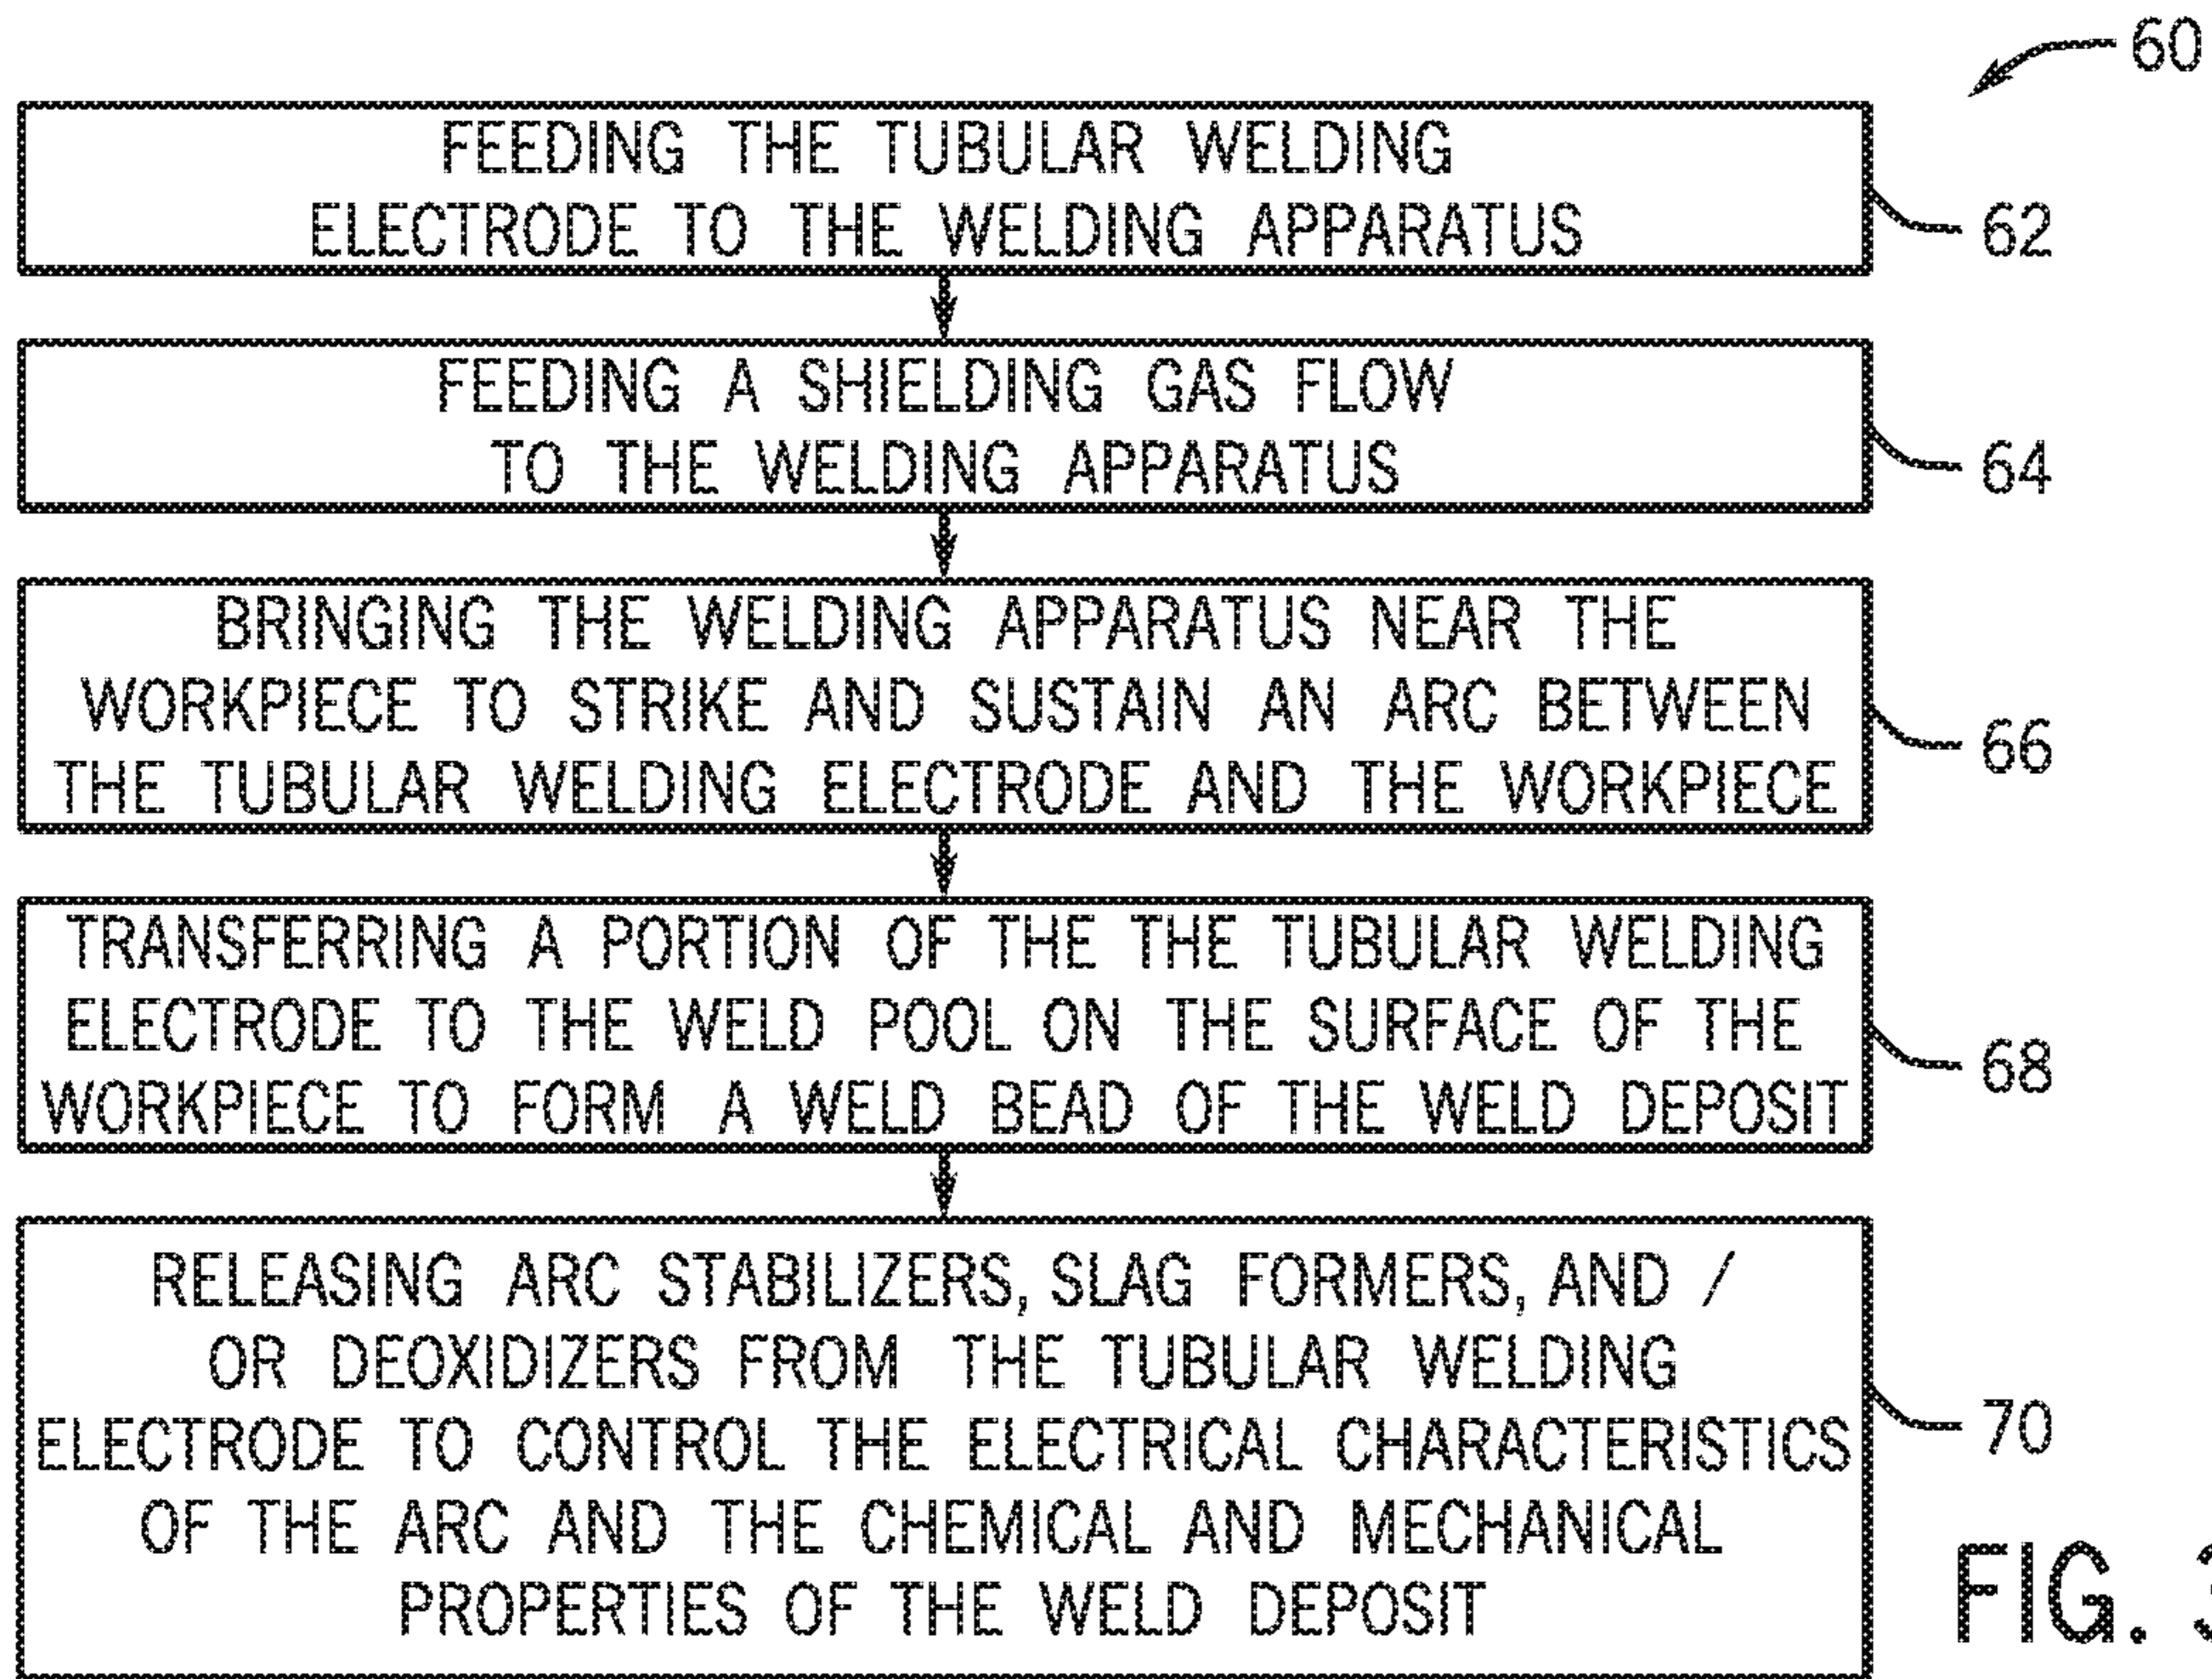 60
FEEDING THE TUBULAR WELDING
ELECTRODE TO THE WELDING APPARATUS
62
FEEDING A SHIELDING GAS FLOW
TO THE WELDING APPARATUS
64
BRINGING THE WELDING APPARATUS NEAR THE
WORKPIECE TO STRIKE AND SUSTAIN AN ARC BETWEEN
THE TUBULAR WELDING ELECTRODE AND THE WORKPIECE
66
TRANSFERRING A PORTION OF THE THE TUBULAR WELDING
ELECTRODE TO THE WELD POOL ON THE SURFACE OF THE
WORKPIECE TO FORM A WELD BEAD OF THE WELD DEPOSIT
68
RELEASING ARC STABILIZERS, SLAG FORMERS, AND /
OR DEOXIDIZERS FROM THE TUBULAR WELDING
ELECTRODE TO CONTROL THE ELECTRICAL CHARACTERISTICS
OF THE ARC AND THE CHEMICAL AND MECHANICAL
PROPERTIES OF THE WELD DEPOSIT
70
FIG.